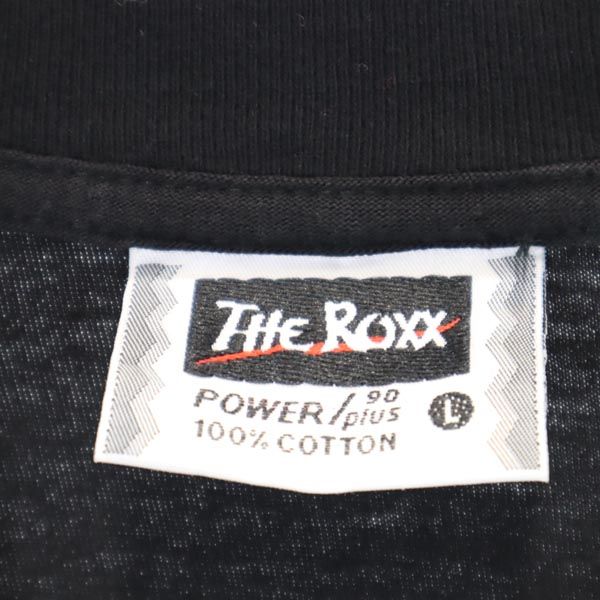 THE ROXX
POWER/90 plus L
100% COTTON